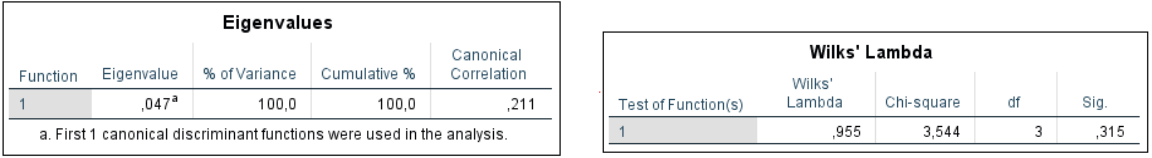 Eigenvalues
Function Eigenvalue % of Variance Cumulative % Canonical Correlation
1 ,047a 100,0 100,0 ,211
a. First 1 canonical discriminant functions were used in the analysis.
Wilks' Lambda
Test of Function(s) Wilks' Lambda Chi-square df Sig.
1 ,955 3,544 3 ,315